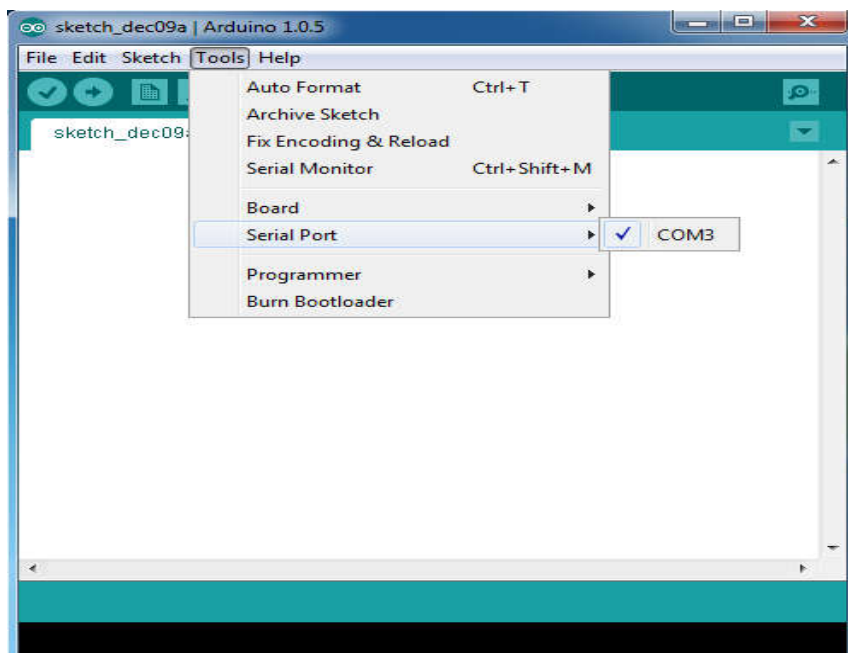 sketch_dec09a | Arduino 1.0.5
File Edit Sketch Tools Help
Auto Format Ctrl+T
Archive Sketch
sketch_dec09a
Fix Encoding & Reload
Serial Monitor Ctrl+Shift+M
Board
Serial Port
COM3
Programmer
Burn Bootloader